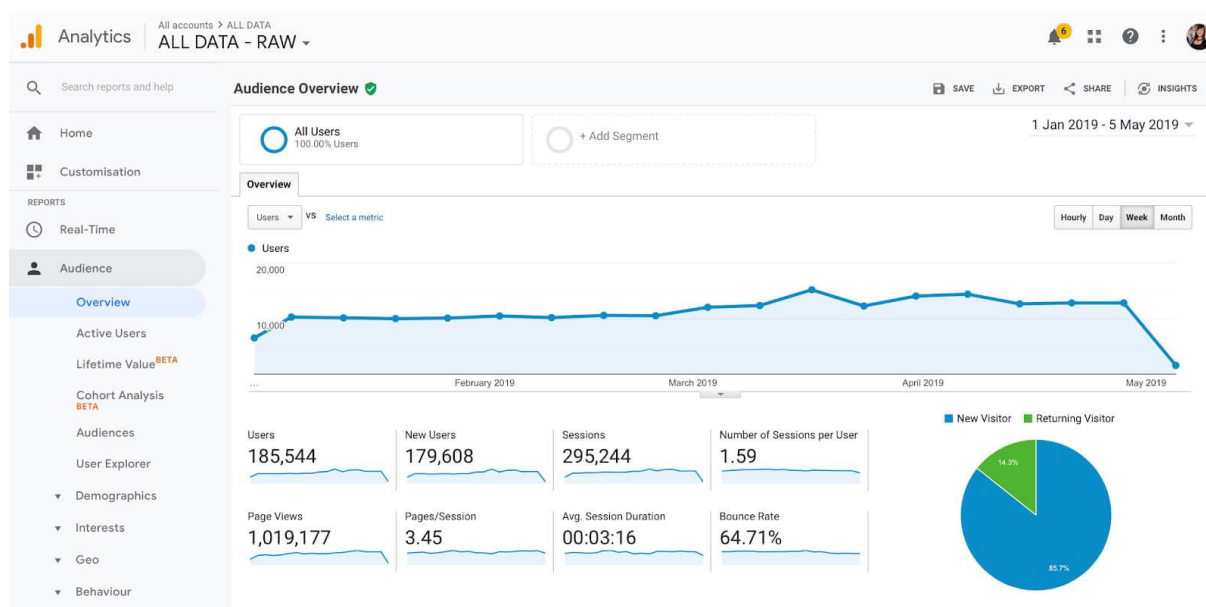 Analytics
All accounts > ALL DATA
ALL DATA - RAW
6
Search reports and help
Home
Customisation
REPORTS
Real-Time
Audience
Overview
Active Users
Lifetime Value BETA
Cohort Analysis
BETA
Audiences
User Explorer
Demographics
Interests
Geo
Behaviour
Audience Overview
SAVE
EXPORT
SHARE
INSIGHTS
All Users
100.00% Users
+ Add Segment
1 Jan 2019 - 5 May 2019
Overview
Users VS Select a metric
Hourly Day Week Month
Users
20,000
10,000
... February 2019 March 2019 April 2019 May 2019
Users
185,544
New Users
179,608
Sessions
295,244
Number of Sessions per User
1.59
Page Views
1,019,177
Pages/Session
3.45
Avg. Session Duration
00:03:16
Bounce Rate
64.71%
New Visitor Returning Visitor
14.3%
85.7%